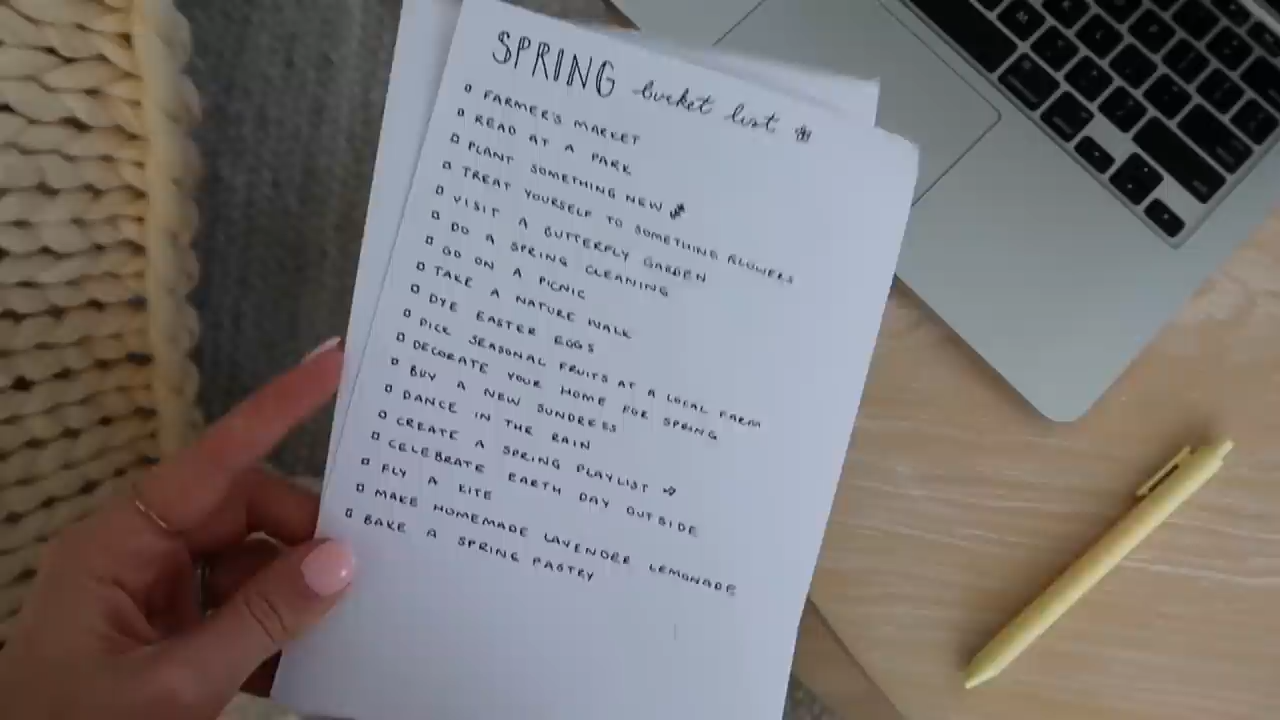 SPRING bucket list
FARMER'S MARKET
READ AT A PARK
PLANT SOMETHING NEW
TREAT YOURSELF TO SOMETHING FLOWERS
VISIT A BUTTERFLY GARDEN
DO A SPRING CLEANING
GO ON A PICNIC
TAKE A NATURE WALK
DYE EASTER EGGS
PICK SEASONAL FRUITS AT A LOCAL FARM
DECORATE YOUR HOME FOR SPRING
BUY A NEW SUNDRESS
DANCE IN THE RAIN
CREATE A SPRING PLAYLIST
CELEBRATE EARTH DAY OUTSIDE
FLY A KITE
MAKE HOMEMADE LAVENDER LEMONADE
BAKE A SPRING PASTRY